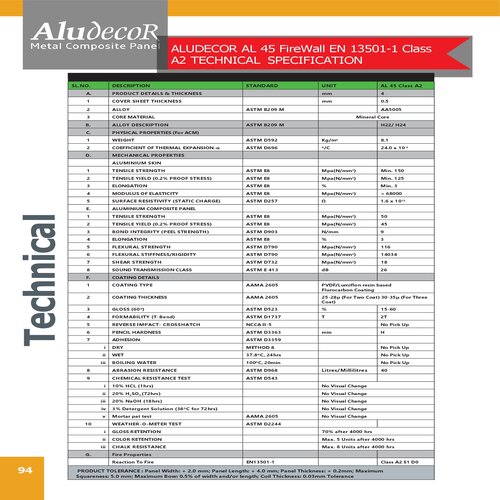 AludecoR
Metal Composite Panel
ALUDECOR AL 45 FireWall EN 13501-1 Class
A2 TECHNICAL SPECIFICATION
SL.NO. DESCRIPTION STANDARD UNIT AL 45 Class A2
A. PRODUCT DETAILS & THICKNESS mm 4
1 COVER SHEET THICKNESS mm 0.5
2 ALLOY ASTM B209 M AA5005
3 CORE MATERIAL Mineral Core
B. ALLOY DESCRIPTION ASTM B209 M H22/ H24
C. PHYSICAL PROPERTIES (For ACM)
1 WEIGHT ASTM D592 Kg/m² 8.1
2 COEFFICIENT OF THERMAL EXPANSION-α ASTM D696 °/C
D. MECHANICAL PROPERTIES
ALUMINIUM SKIN
1 TENSILE STRENGTH ASTM E8 Mpa(N/mm²) Min. 150
2 TENSILE YIELD (0.2% PROOF STRESS) ASTM E8 Mpa(N/mm²) Min. 125
3 ELONGATION ASTM E8 % Min. 3
4 MODULUS OF ELASTICITY ASTM E8 Mpa(N/mm²) > 68000
5 SURFACE RESISTIVITY (STATIC CHARGE) ASTM D257 Ω
E. ALUMINIUM COMPOSITE PANEL
1 TENSILE STRENGTH ASTM E8 Mpa(N/mm²) 50
2 TENSILE YIELD (0.2% PROOF STRESS) ASTM E8 Mpa(N/mm²) 45
3 BOND INTEGRITY (PEEL STRENGTH) ASTM D903 N/mm 9
4 ELONGATION ASTM E8 % 3
5 FLEXURAL STRENGTH ASTM D790 Mpa(N/mm²) 116
6 FLEXURAL STIFFNESS/RIGIDITY ASTM D790 Mpa(N/mm²) 14034
7 SHEAR STRENGTH ASTM D732 Mpa(N/mm²) 18
8 SOUND TRANSMISSION CLASS ASTM E 413 dB 26
F. COATING DETAILS
1 COATING TYPE AAMA 2605 PVDF/Lumiflon resin based
Flurocarbon Coating
2 COATING THICKNESS AAMA 2605 25-28µ (For Two Coat) 30-35µ (For Three
Coat)
3 GLOSS (60°) ASTM D523 % 15-60
4 FORMABILITY (T-Bend) ASTM D1737 T 2T
5 REVERSE IMPACT- CROSSHATCH NCCA II-5 No Pick Up
6 PENCIL HARDNESS ASTM D3363 min H
7 ADHESION ASTM D3359
i DRY METHOD 8 No Pick Up
ii WET 37.8°C, 24hrs No Pick Up
iii BOILING WATER 100°C, 20min No Pick Up
8 ABRASION RESISTANCE ASTM D968 Litres/Millilitres 40
9 CHEMICAL RESISTANCE TEST ASTM D543
i 10% HCL (1hrs) No Visual Change
ii 20% H₂SO₄ (72hrs) No Visual Change
iii 20% NaOH (18hrs) No Visual Change
iv 3% Detergent Solution (38°C for 72hrs) No Visual Change
v Mortar pat test AAMA 2605 No Visual Change
10 WEATHER-O-METER TEST ASTM D2244
i GLOSS RETENTION 70% after 4000 hrs
ii COLOR RETENTION Max. 5 Units after 4000 hrs
iii CHALK RESISTANCE Max. 8 Units after 4000 hrs
G. Fire Properties
Reaction To Fire EN13501-1 Class A2 S1 D0
PRODUCT TOLERANCE : Panel Width: + 2.0 mm; Panel Length: + 4.0 mm; Panel Thickness: + 0.2mm; Maximum
Squareness: 5.0 mm; Maximum Bow: 0.5% of width and/or length; Coil Thickness 0.03mm Tolerance
Technical
94